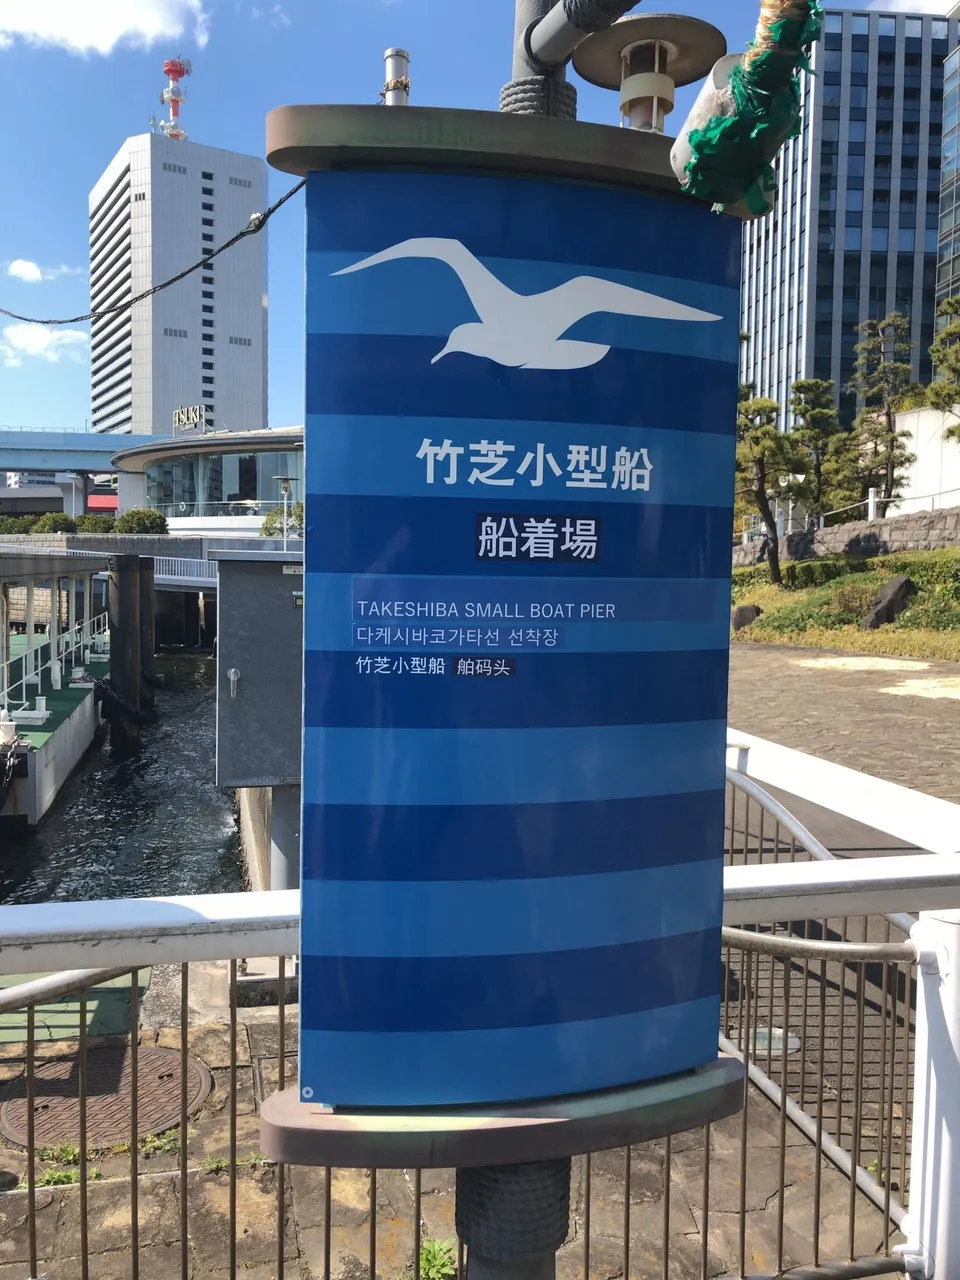 TSUKI
竹芝小型船
船着場
TAKESHIBA SMALL BOAT PIER
다케시바코가타선 선착장
竹芝小型船 舶码头